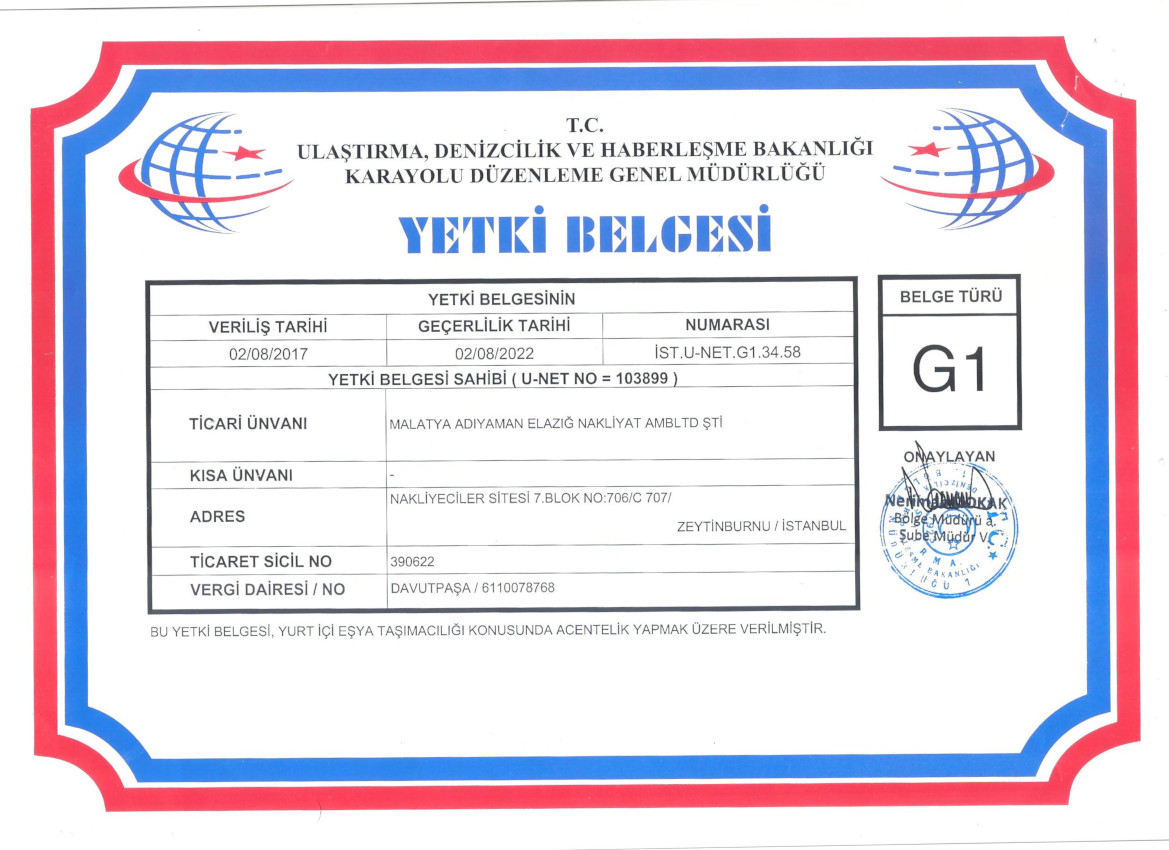 T.C.
ULAŞTIRMA, DENİZCİLİK VE HABERLEŞME BAKANLIĞI
KARAYOLU DÜZENLEME GENEL MÜDÜRLÜĞÜ
YETKİ BELGESİ
YETKİ BELGESİNİN
VERİLİŞ TARİHİ GEÇERLİLİK TARİHİ NUMARASI
02/08/2017 02/08/2022 İST.U-NET.G1.34.58
YETKİ BELGESİ SAHİBİ ( U-NET NO = 103899 )
TİCARİ ÜNVANI MALATYA ADIYAMAN ELAZIĞ NAKLİYAT AMBLTD ŞTİ
KISA ÜNVANI -
ADRES NAKLİYECİLER SİTESİ 7.BLOK NO:706/C 707/
ZEYTİNBURNU / İSTANBUL
TİCARET SİCİL NO 390622
VERGİ DAİRESİ / NO DAVUTPAŞA / 6110078768
BU YETKİ BELGESİ, YURT İÇİ EŞYA TAŞIMACILIĞI KONUSUNDA ACENTELİK YAPMAK ÜZERE VERİLMİŞTİR.
BELGE TÜRÜ
G1
ONAYLAYAN
Bölge Müdürü a.
Şube Müdür V.